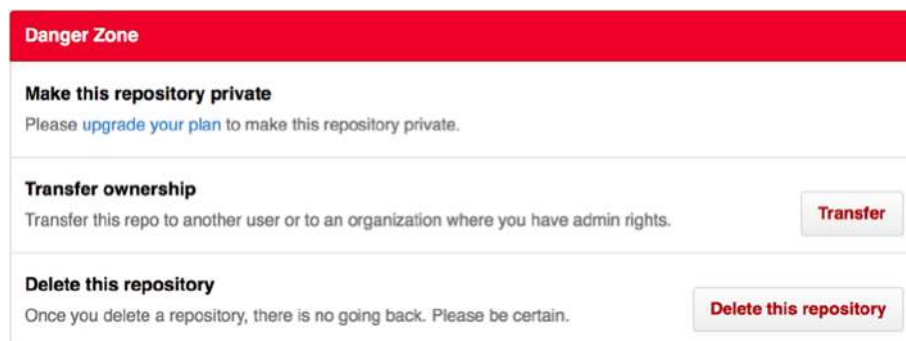 Danger Zone
Make this repository private
Please upgrade your plan to make this repository private.
Transfer ownership
Transfer this repo to another user or to an organization where you have admin rights.
Transfer
Delete this repository
Once you delete a repository, there is no going back. Please be certain.
Delete this repository